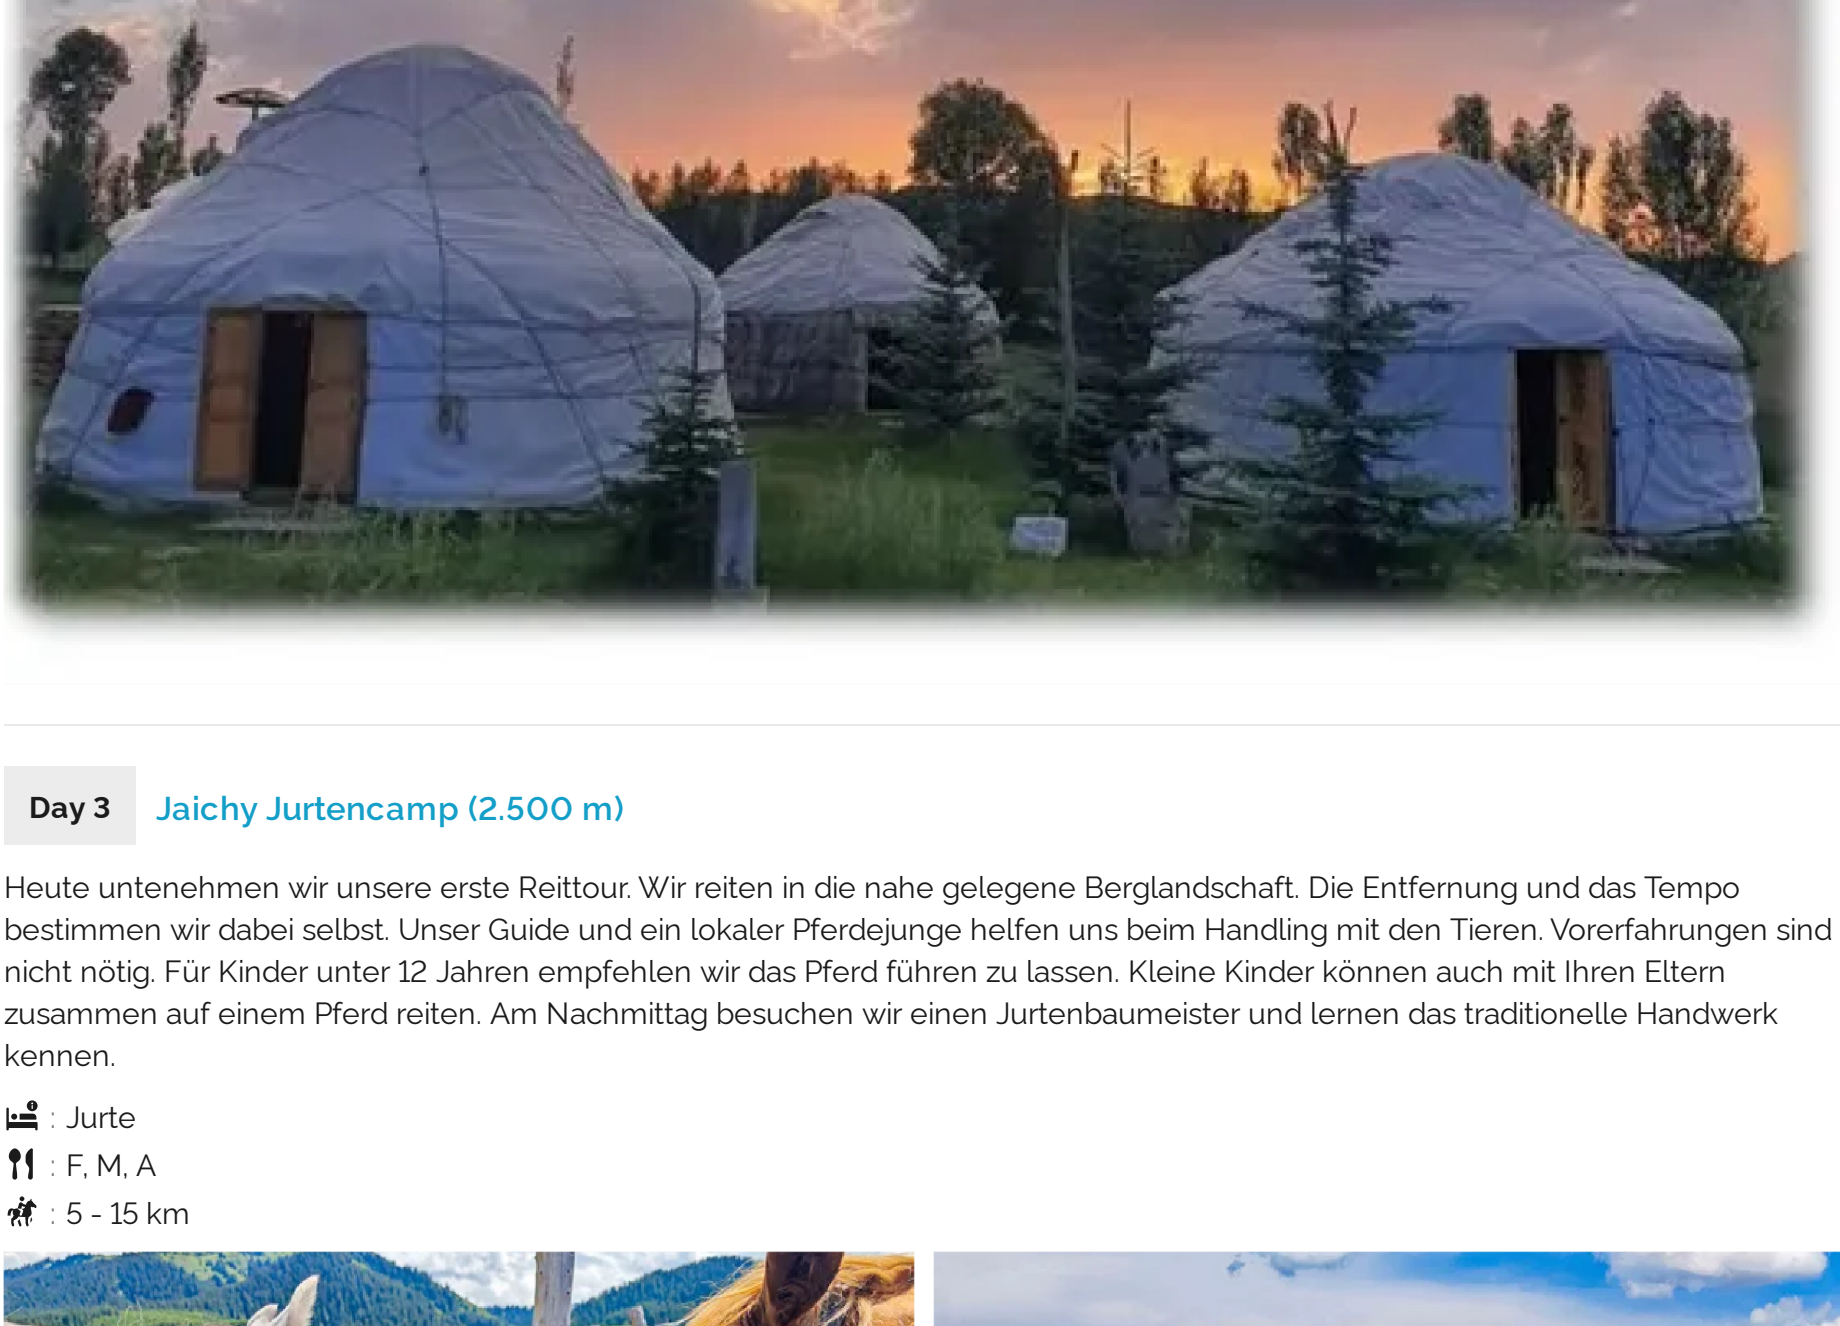 Day 3
Jaichy Jurtencamp (2.500 m)
Heute untenehmen wir unsere erste Reittour. Wir reiten in die nahe gelegene Berglandschaft. Die Entfernung und das Tempo
bestimmen wir dabei selbst. Unser Guide und ein lokaler Pferdejunge helfen uns beim Handling mit den Tieren. Vorerfahrungen sind
nicht nötig. Für Kinder unter 12 Jahren empfehlen wir das Pferd führen zu lassen. Kleine Kinder können auch mit Ihren Eltern
zusammen auf einem Pferd reiten. Am Nachmittag besuchen wir einen Jurtenbaumeister und lernen das traditionelle Handwerk
kennen.
: Jurte
: F, M, A
: 5 - 15 km